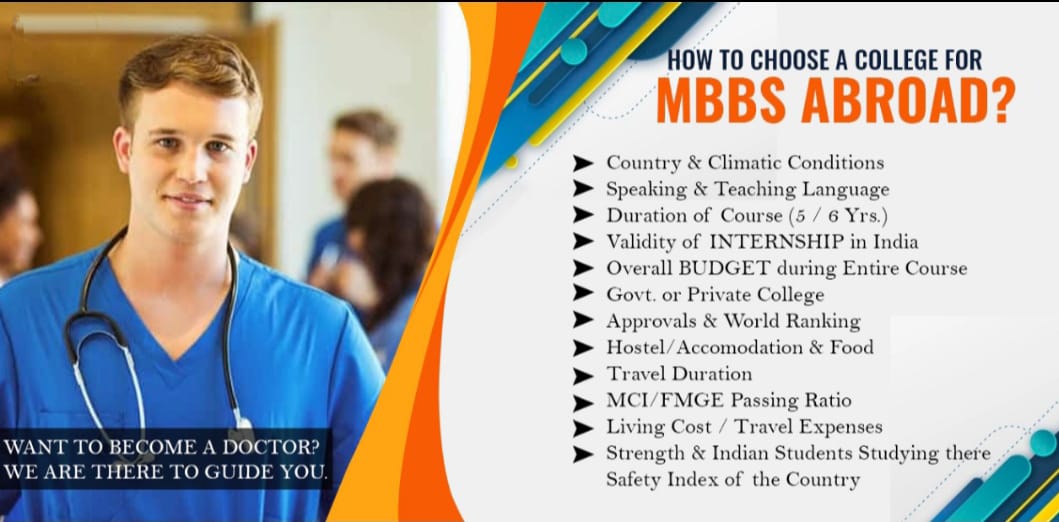 HOW TO CHOOSE A COLLEGE FOR
MBBS ABROAD?
Country & Climatic Conditions
Speaking & Teaching Language
Duration of Course (5 / 6 Yrs.)
Validity of INTERNSHIP in India
Overall BUDGET during Entire Course
Govt. or Private College
Approvals & World Ranking
Hostel/Accomodation & Food
Travel Duration
MCI/FMGE Passing Ratio
Living Cost / Travel Expenses
Strength & Indian Students Studying there
Safety Index of the Country
WANT TO BECOME A DOCTOR?
WE ARE THERE TO GUIDE YOU.